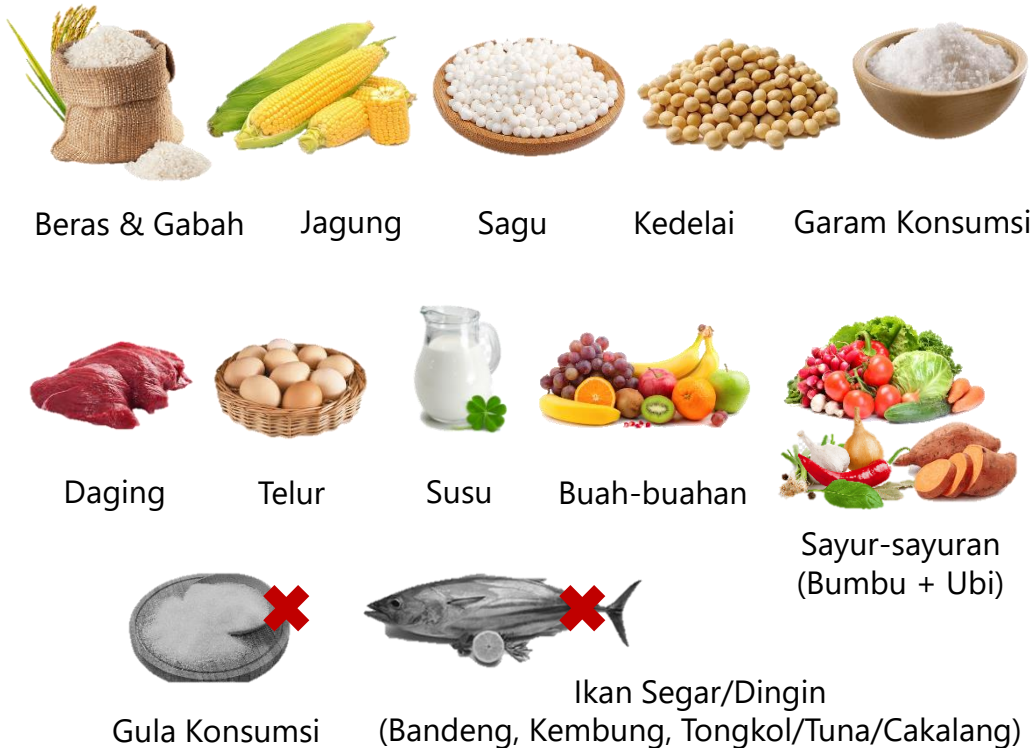 Beras & Gabah
Jagung
Sagu
Kedelai
Garam Konsumsi
Daging
Telur
Susu
Buah-buahan
Sayur-sayuran
(Bumbu + Ubi)
Gula Konsumsi
Ikan Segar/Dingin
(Bandeng, Kembung, Tongkol/Tuna/Cakalang)